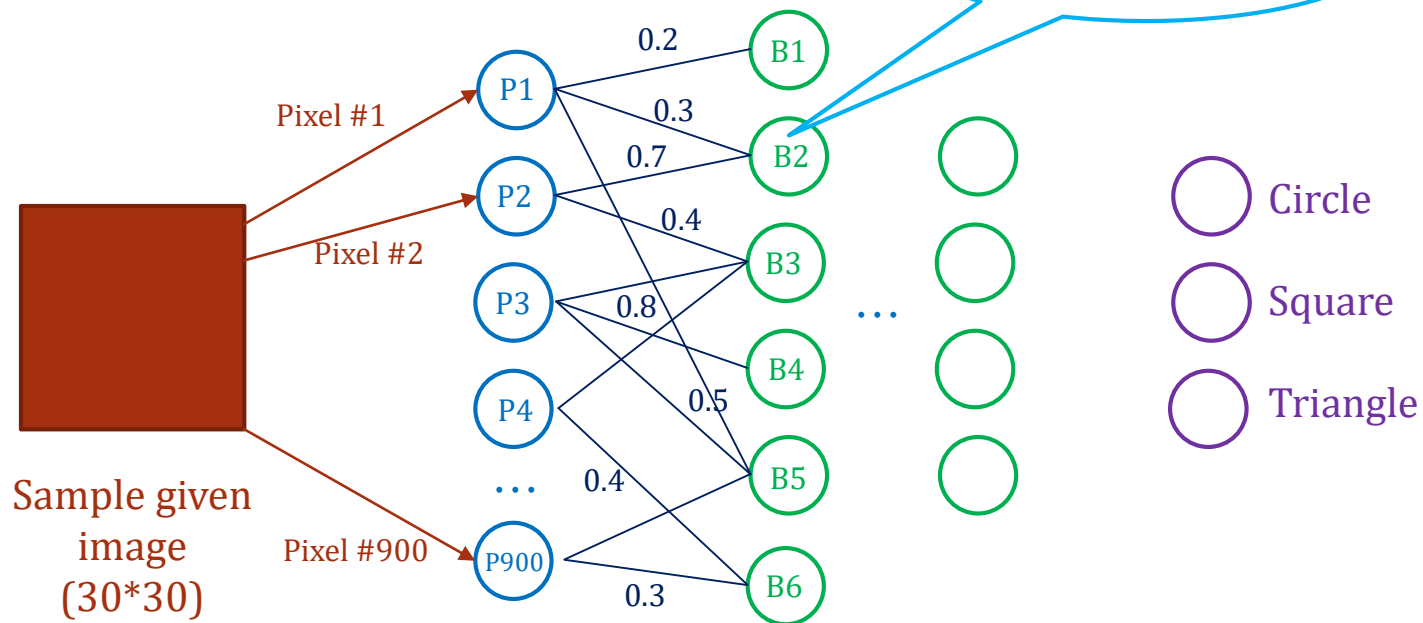 0.2
B1
P1
Pixel #1
0.3
B2
0.7
P2
Circle
0.4
Pixel #2
B3
P3
0.8
…
Square
B4
P4
0.5
Triangle
…
0.4
B5
Sample given
image
(30*30)
Pixel #900
P900
0.3
B6